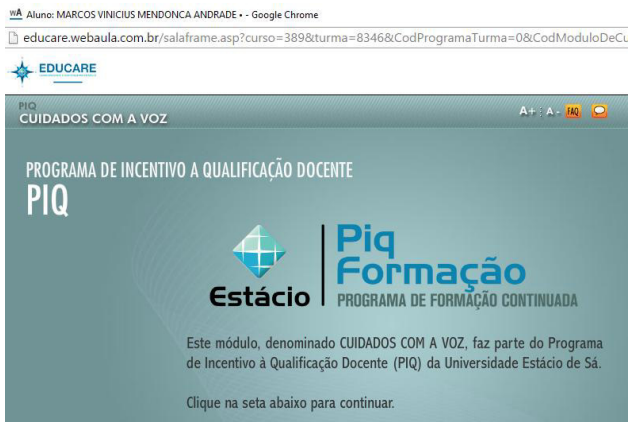 wA Aluno: MARCOS VINICIUS MENDONCA ANDRADE • - Google Chrome
educare.webaula.com.br/salaframe.asp?curso=389&turma=8346&CodProgramaTurma=0&CodModuloDeCu
EDUCARE
PIQ
CUIDADOS COM A VOZ
A+ A- FAQ
PROGRAMA DE INCENTIVO A QUALIFICAÇÃO DOCENTE
PIQ
Estácio
Piq
Formação
PROGRAMA DE FORMAÇÃO CONTINUADA
Este módulo, denominado CUIDADOS COM A VOZ, faz parte do Programa
de Incentivo à Qualificação Docente (PIQ) da Universidade Estácio de Sá.
Clique na seta abaixo para continuar.